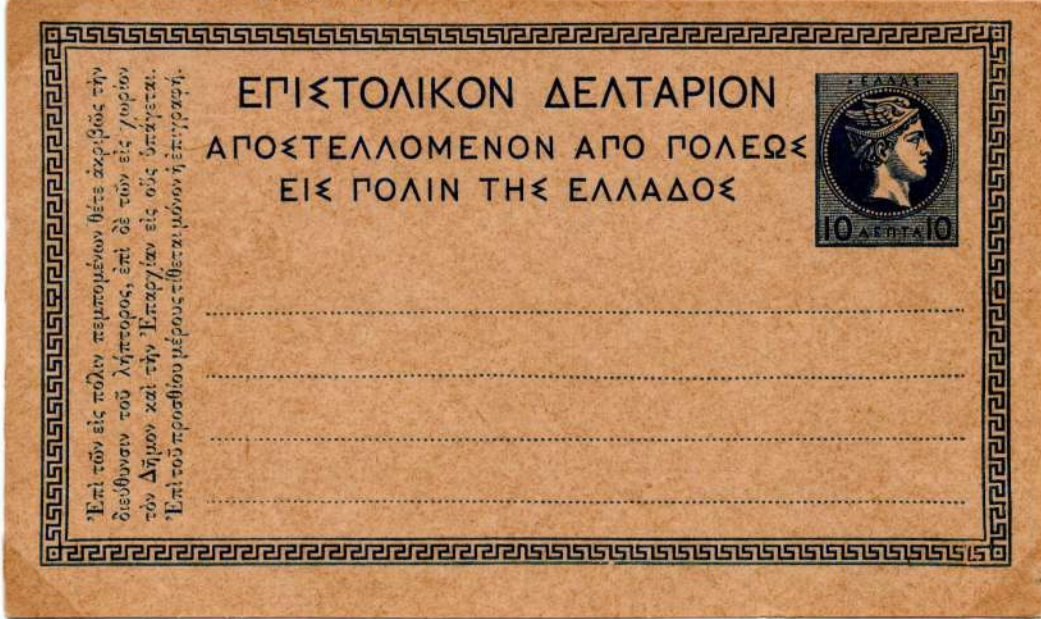 ΕΠΙΣΤΟΛΙΚΟΝ ΔΕΛΤΑΡΙΟΝ
ΑΠΟΣΤΕΛΛΟΜΕΝΟΝ ΑΠΟ ΠΟΛΕΩΣ
ΕΙΣ ΠΟΛΙΝ ΤΗΣ ΕΛΛΑΔΟΣ
ΕΛΛΑΣ
10 ΛΕΠΤΑ 10
Ἐπὶ τῶν εἰς πόλιν πεμπομένων θέτε ἀκριβῶς τὴν
διεύθυνσιν τοῦ λήπτορος, ἐπὶ δὲ τῶν εἰς χωρίον
τὸν Δῆμον καὶ τὴν Ἐπαρχίαν εἰς οὓς ὑπάγεται.
Ἐπὶ τοῦ προσθίου μέρους τίθεται μόνον ἡ ἐπιγραφή.